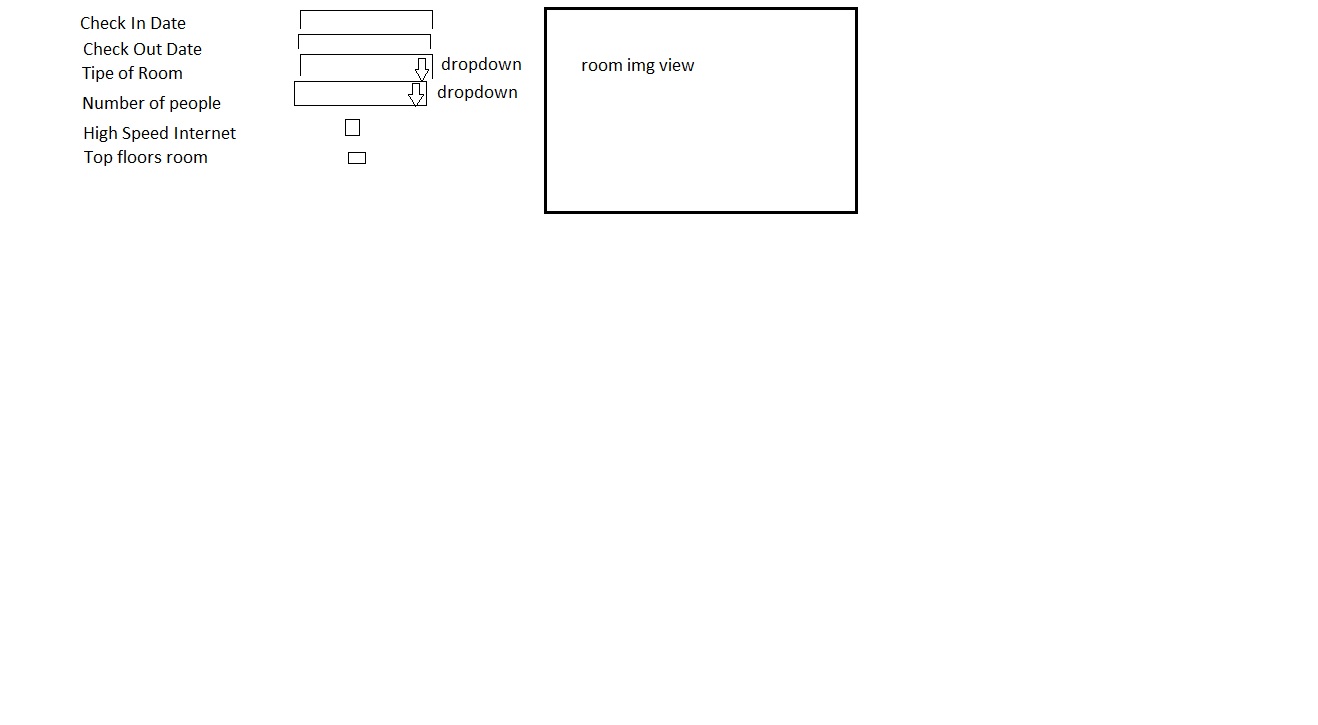 Check In Date
Check Out Date
Tipe of Room
dropdown
Number of people
dropdown
High Speed Internet
Top floors room
room img view